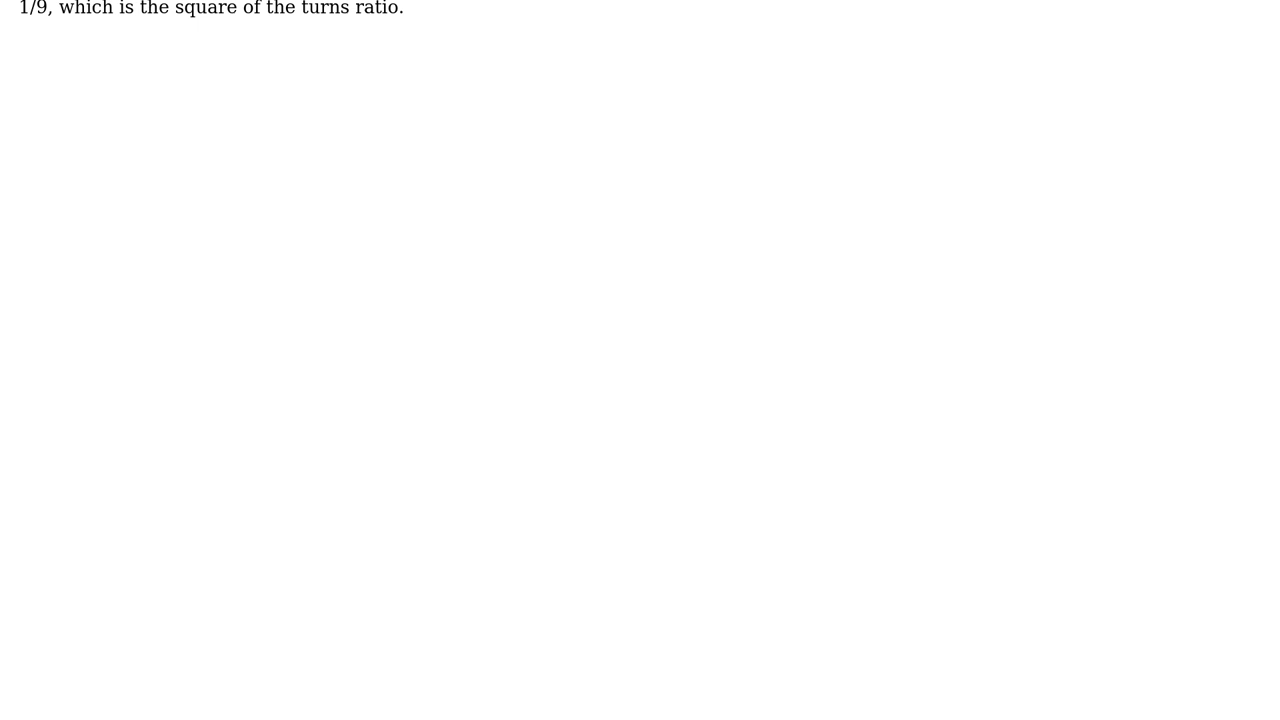 1/9, which is the square of the turns ratio.